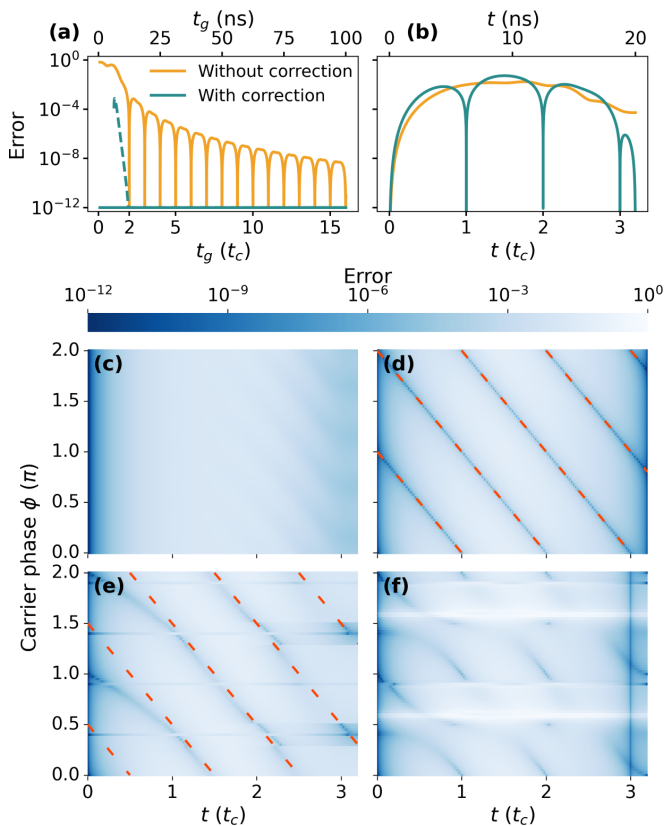 t_g (ns)
t (ns)
(a)
0 25 50 75 100
(b)
0 10 20
Without correction
With correction
Error
10^0
10^−4
10^−8
10^−12
0 2 5 10 15
t_g (t_c)
0 1 2 3
t (t_c)
Error
10^−12 10^−9 10^−6 10^−3 10^0
Carrier phase ϕ (π)
(c)
2.0
1.5
1.0
0.5
0.0
(d)
(e)
2.0
1.5
1.0
0.5
0.0
0 1 2 3
t (t_c)
(f)
0 1 2 3
t (t_c)